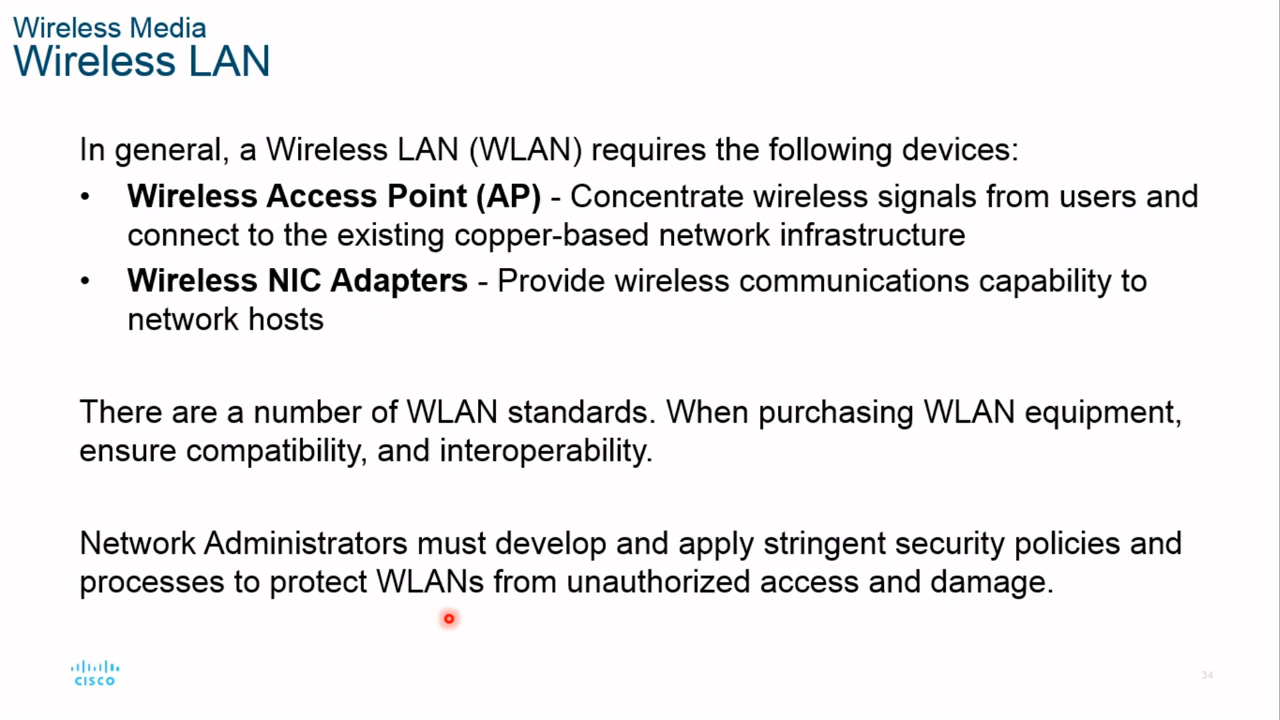 Wireless Media
Wireless LAN
In general, a Wireless LAN (WLAN) requires the following devices:
• Wireless Access Point (AP) - Concentrate wireless signals from users and
connect to the existing copper-based network infrastructure
• Wireless NIC Adapters - Provide wireless communications capability to
network hosts
There are a number of WLAN standards. When purchasing WLAN equipment,
ensure compatibility, and interoperability.
Network Administrators must develop and apply stringent security policies and
processes to protect WLANs from unauthorized access and damage.
CISCO
34